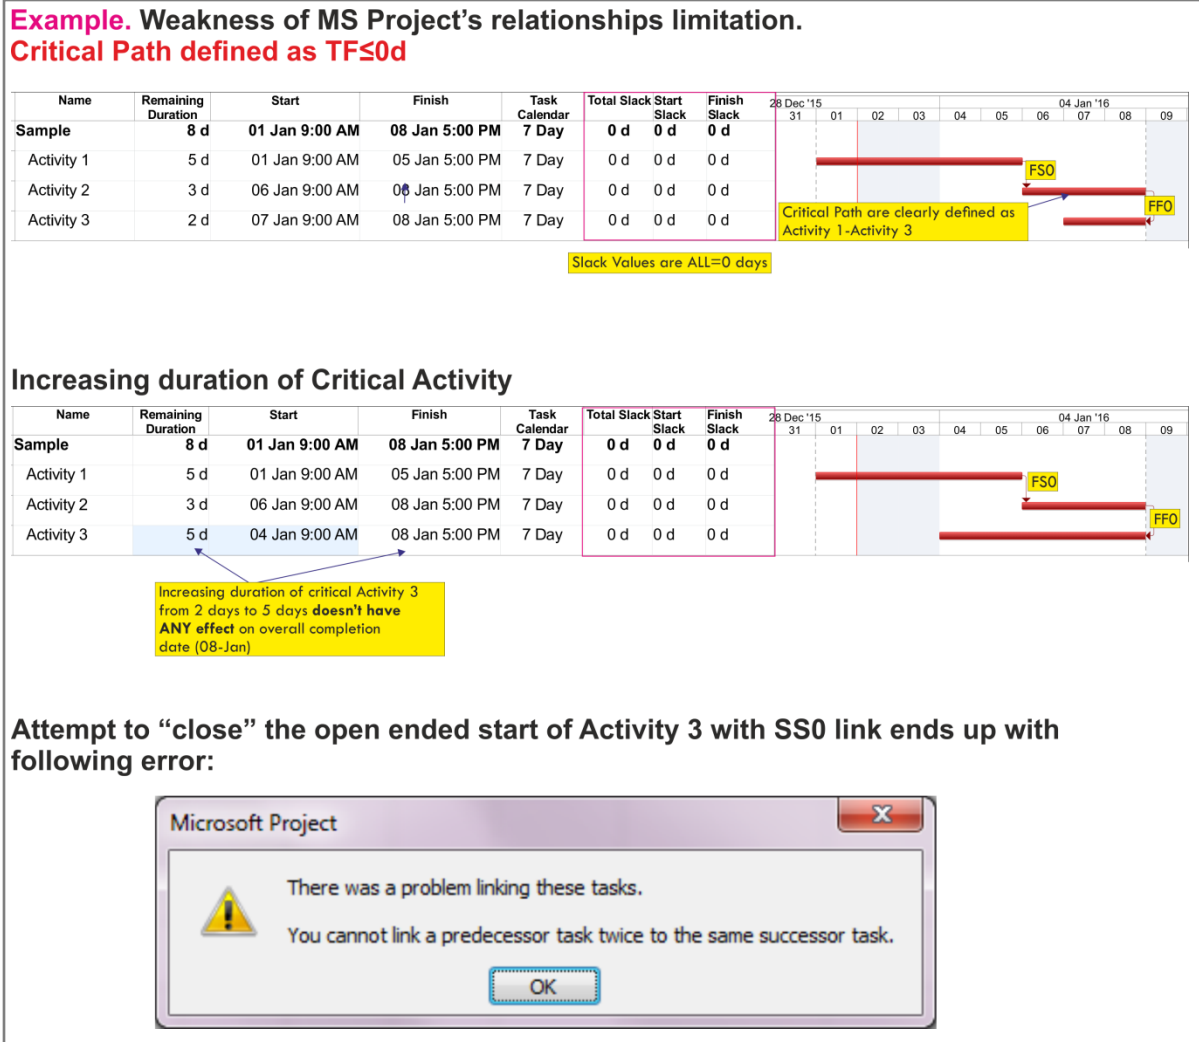 Example. Weakness of MS Project’s relationships limitation.
Critical Path defined as TF≤0d
Name Remaining Duration Start Finish Task Calendar Total Slack Start Slack Finish Slack 28 Dec '15 04 Jan '16
31 01 02 03 04 05 06 07 08 09
Sample 8 d 01 Jan 9:00 AM 08 Jan 5:00 PM 7 Day 0 d 0 d 0 d
Activity 1 5 d 01 Jan 9:00 AM 05 Jan 5:00 PM 7 Day 0 d 0 d 0 d
FS0
Activity 2 3 d 06 Jan 9:00 AM 08 Jan 5:00 PM 7 Day 0 d 0 d 0 d
FF0
Activity 3 2 d 07 Jan 9:00 AM 08 Jan 5:00 PM 7 Day 0 d 0 d 0 d
Critical Path are clearly defined as
Activity 1-Activity 3
Slack Values are ALL=0 days
Increasing duration of Critical Activity
Name Remaining Duration Start Finish Task Calendar Total Slack Start Slack Finish Slack 28 Dec '15 04 Jan '16
31 01 02 03 04 05 06 07 08 09
Sample 8 d 01 Jan 9:00 AM 08 Jan 5:00 PM 7 Day 0 d 0 d 0 d
Activity 1 5 d 01 Jan 9:00 AM 05 Jan 5:00 PM 7 Day 0 d 0 d 0 d
FS0
Activity 2 3 d 06 Jan 9:00 AM 08 Jan 5:00 PM 7 Day 0 d 0 d 0 d
FF0
Activity 3 5 d 04 Jan 9:00 AM 08 Jan 5:00 PM 7 Day 0 d 0 d 0 d
Increasing duration of critical Activity 3
from 2 days to 5 days doesn't have
ANY effect on overall completion
date (08-Jan)
Attempt to “close” the open ended start of Activity 3 with SS0 link ends up with
following error:
Microsoft Project
There was a problem linking these tasks.
You cannot link a predecessor task twice to the same successor task.
OK